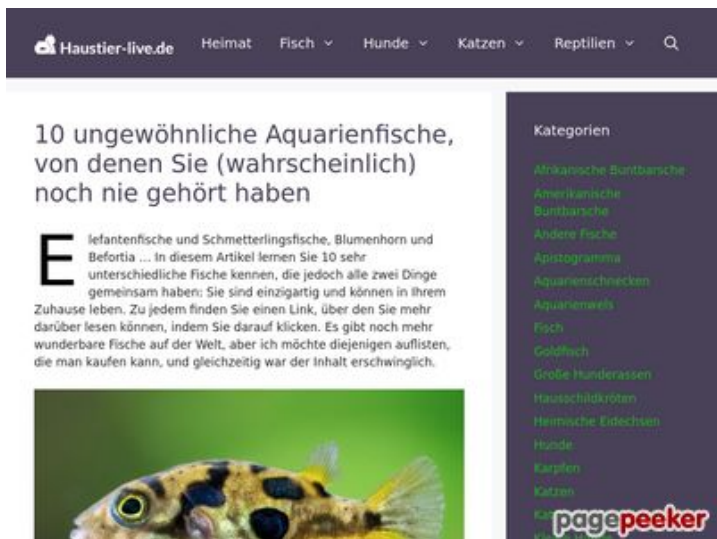 Haustier-live.de Heimat Fisch Hunde Katzen Reptilien
10 ungewöhnliche Aquarienfische,
von denen Sie (wahrscheinlich)
noch nie gehört haben
Elefantenfische und Schmetterlingsfische, Blumenhorn und
Befortia ... In diesem Artikel lernen Sie 10 sehr
unterschiedliche Fische kennen, die jedoch alle zwei Dinge
gemeinsam haben: Sie sind einzigartig und können in Ihrem
Zuhause leben. Zu jedem finden Sie einen Link, über den Sie mehr
darüber lesen können, indem Sie darauf klicken. Es gibt noch mehr
wunderbare Fische auf der Welt, aber ich möchte diejenigen auflisten,
die man kaufen kann, und gleichzeitig war der Inhalt erschwinglich.
Kategorien
Afrikanische Buntbarsche
Amerikanische
Buntbarsche
Andere Fische
Apistogramma
Aquarienschnecken
Aquarienwels
Fisch
Goldfisch
Große Hunderassen
Hausschildkröten
Heimische Eidechsen
Hunde
Karpfen
Katzen
pagepeeker